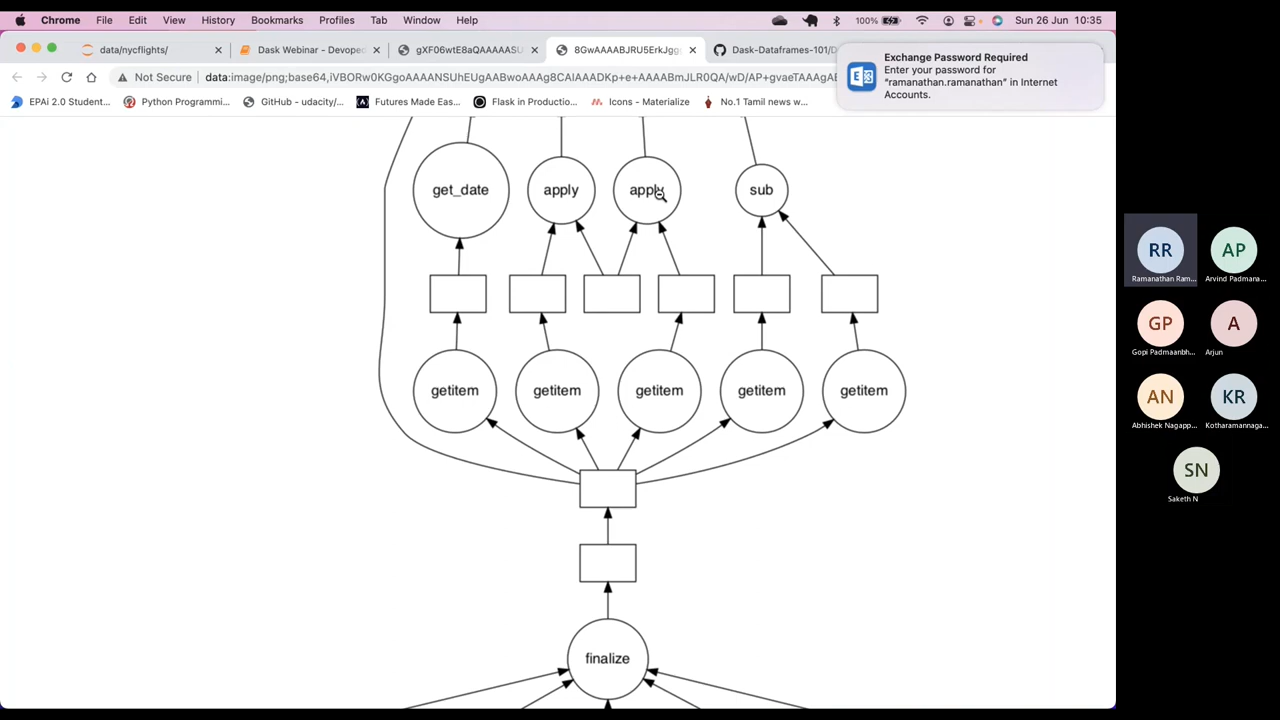 Chrome File Edit View History Bookmarks Profiles Tab Window Help 100% Sun 26 Jun 10:35
data/nycflights/ Dask Webinar - Devopec gXF06wtE8aQAAAAASU 8GwAAAABJRU5ErkJgg Dask-Dataframes-101/D
Exchange Password Required
Enter your password for
“ramanathan.ramanathan” in Internet
Accounts.
Not Secure data:image/png;base64,iVBORw0KGgoAAAANSUhEUgAABwoAAAg8CAIAAADKp+e+AAAABmJLR0QA/wD/AP+gvaeTAAAgAE
EPAi 2.0 Student... Python Programmi... GitHub - udacity/... Futures Made Eas... Flask in Productio... Icons - Materialize No.1 Tamil news w...
get_date apply apply sub
getitem getitem getitem getitem getitem
finalize
RR AP
Ramanathan Ram... Arvind Padmana...
GP A
Gopi Padmaanbh... Arjun
AN KR
Abhishek Nagapp... Kotharamannaga...
SN
Saketh N